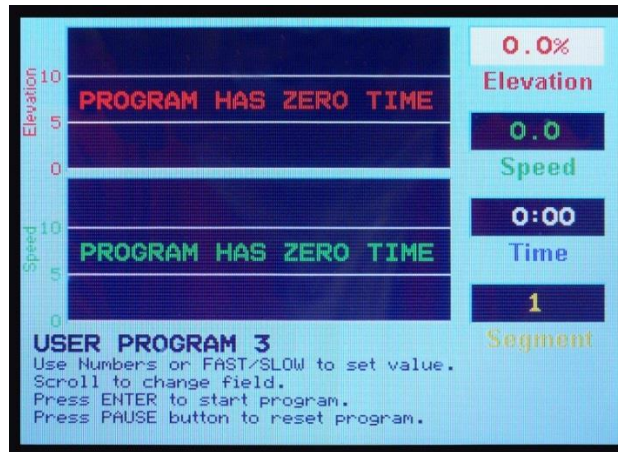 0.0%
Elevation
10
5
0
Elevation
PROGRAM HAS ZERO TIME
0.0
Speed
10
5
0
Speed
PROGRAM HAS ZERO TIME
0:00
Time
1
Segment
USER PROGRAM 3
Use Numbers or FAST/SLOW to set value.
Scroll to change field.
Press ENTER to start program.
Press PAUSE button to reset program.